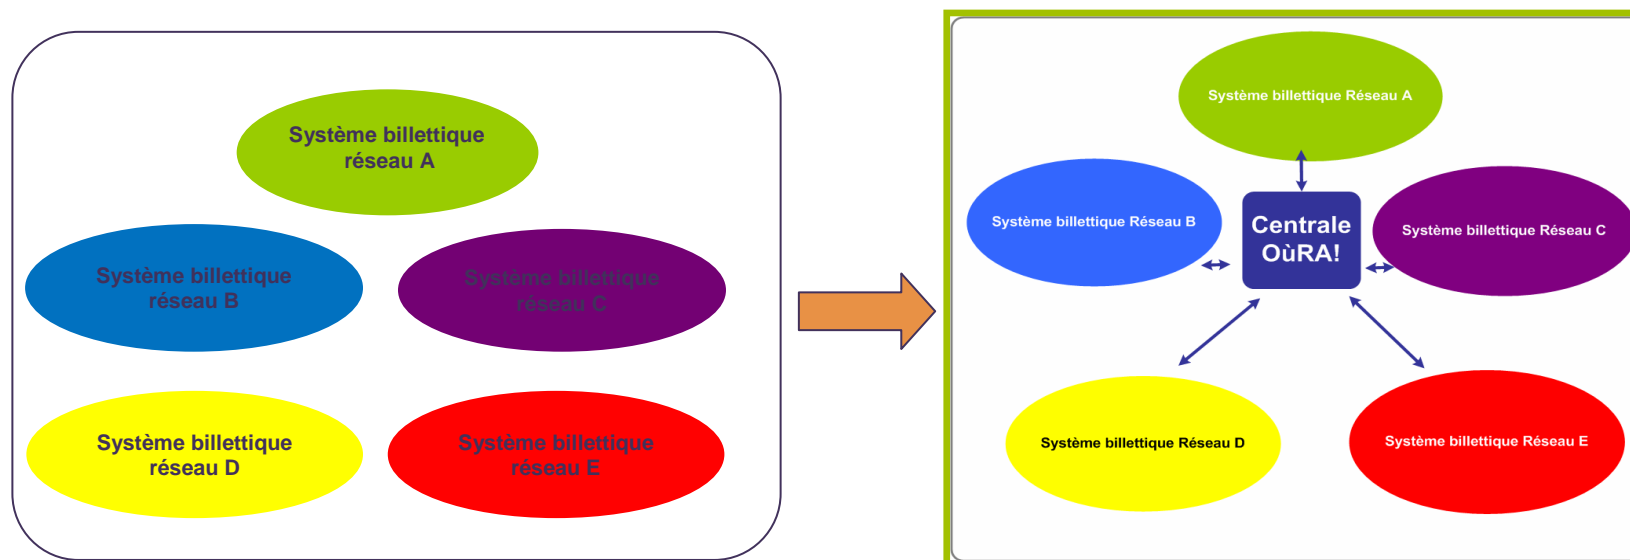 Système billettique
réseau A
Système billettique
réseau B
Système billettique
réseau C
Système billettique
réseau D
Système billettique
réseau E
Système billettique Réseau A
Système billettique Réseau B
Centrale
OùRA!
Système billettique Réseau C
Système billettique Réseau D
Système billettique Réseau E